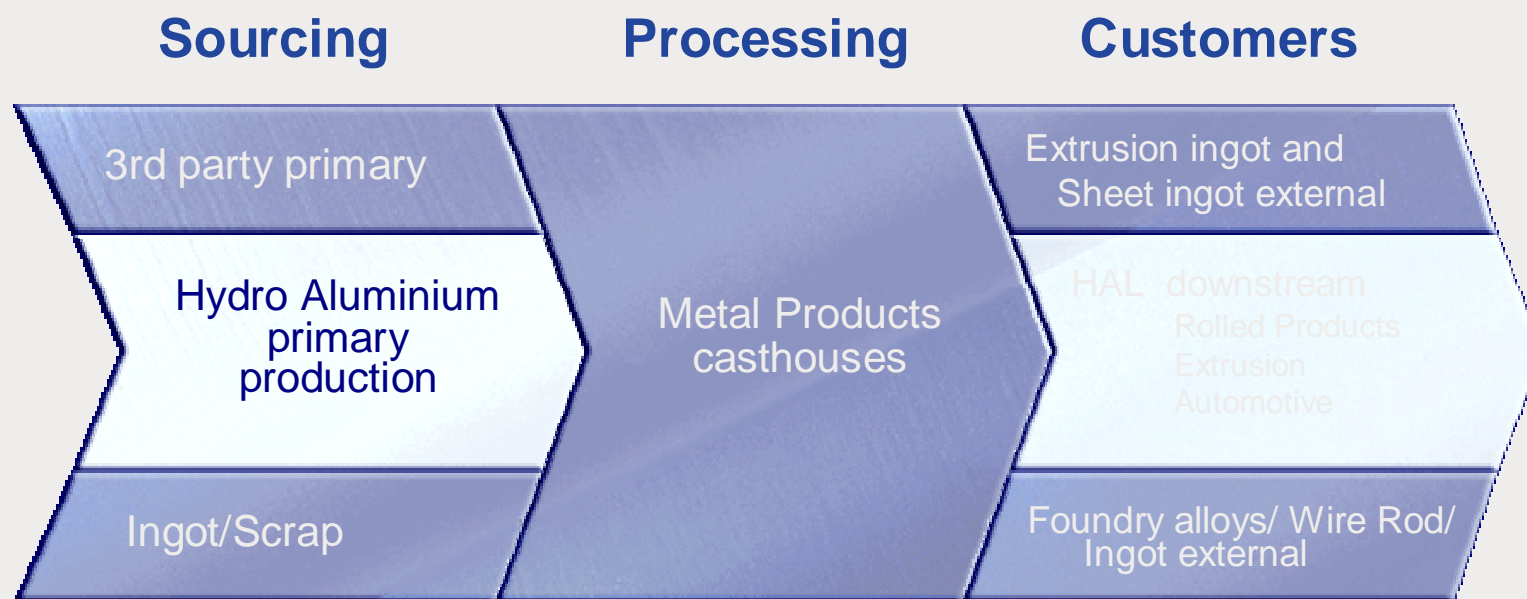 Sourcing
Processing
Customers
3rd party primary
Hydro Aluminium
primary
production
Ingot/Scrap
Metal Products
casthouses
Extrusion ingot and
Sheet ingot external
HAL downstream
Rolled Products
Extrusion
Automotive
Foundry alloys/ Wire Rod/
Ingot external